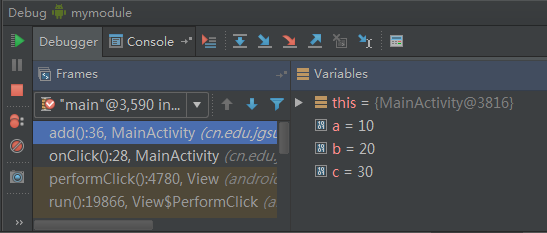 Debug mymodule
Debugger Console
Frames
Variables
"main"@3,590 in...
add():36, MainActivity (cn.edu.jgsu
onClick():28, MainActivity (cn.edu.
performClick():4780, View (android
run():19866, View$PerformClick (a
this = {MainActivity@3816}
a = 10
b = 20
c = 30